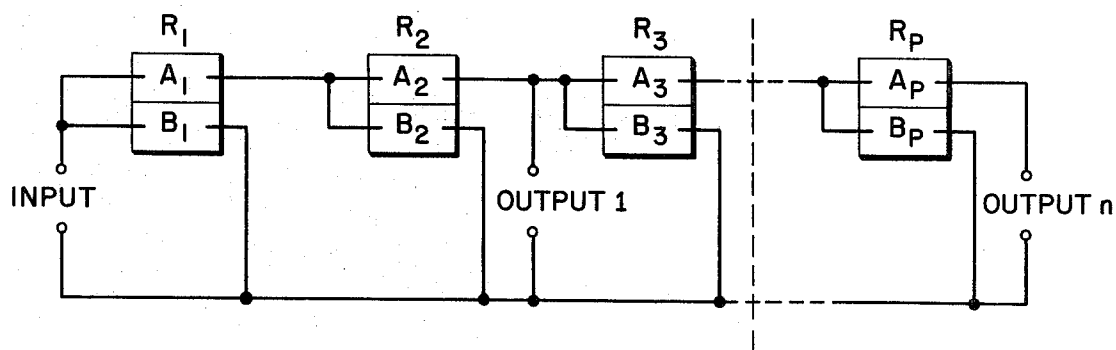 R1 R2 R3 RP
A1 A2 A3 AP
B1 B2 B3 BP
INPUT OUTPUT 1 OUTPUT n